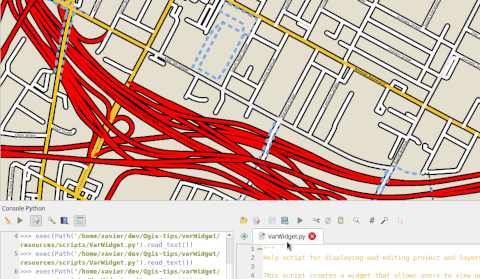 Console Python
VarWidget.py
4 >>> exec(Path('/home/xavier/dev/Qgis-tips/varWidget/
resources/scripts/VarWidget.py').read_text())
5 >>> exec(Path('/home/xavier/dev/Qgis-tips/varWidget/
resources/scripts/VarWidget.py').read_text())
6 >>> exec(Path('/home/xavier/dev/Qgis-tips/varWidget/
1 """
2 Help script for displaying and editing project and layer
3
4 This script creates a widget that allows users to view a